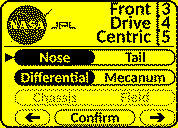 NASA JPL
Front 3
Drive 4
Centric 5
Nose Tail
Differential Mecanum
Chassis Field
Confirm